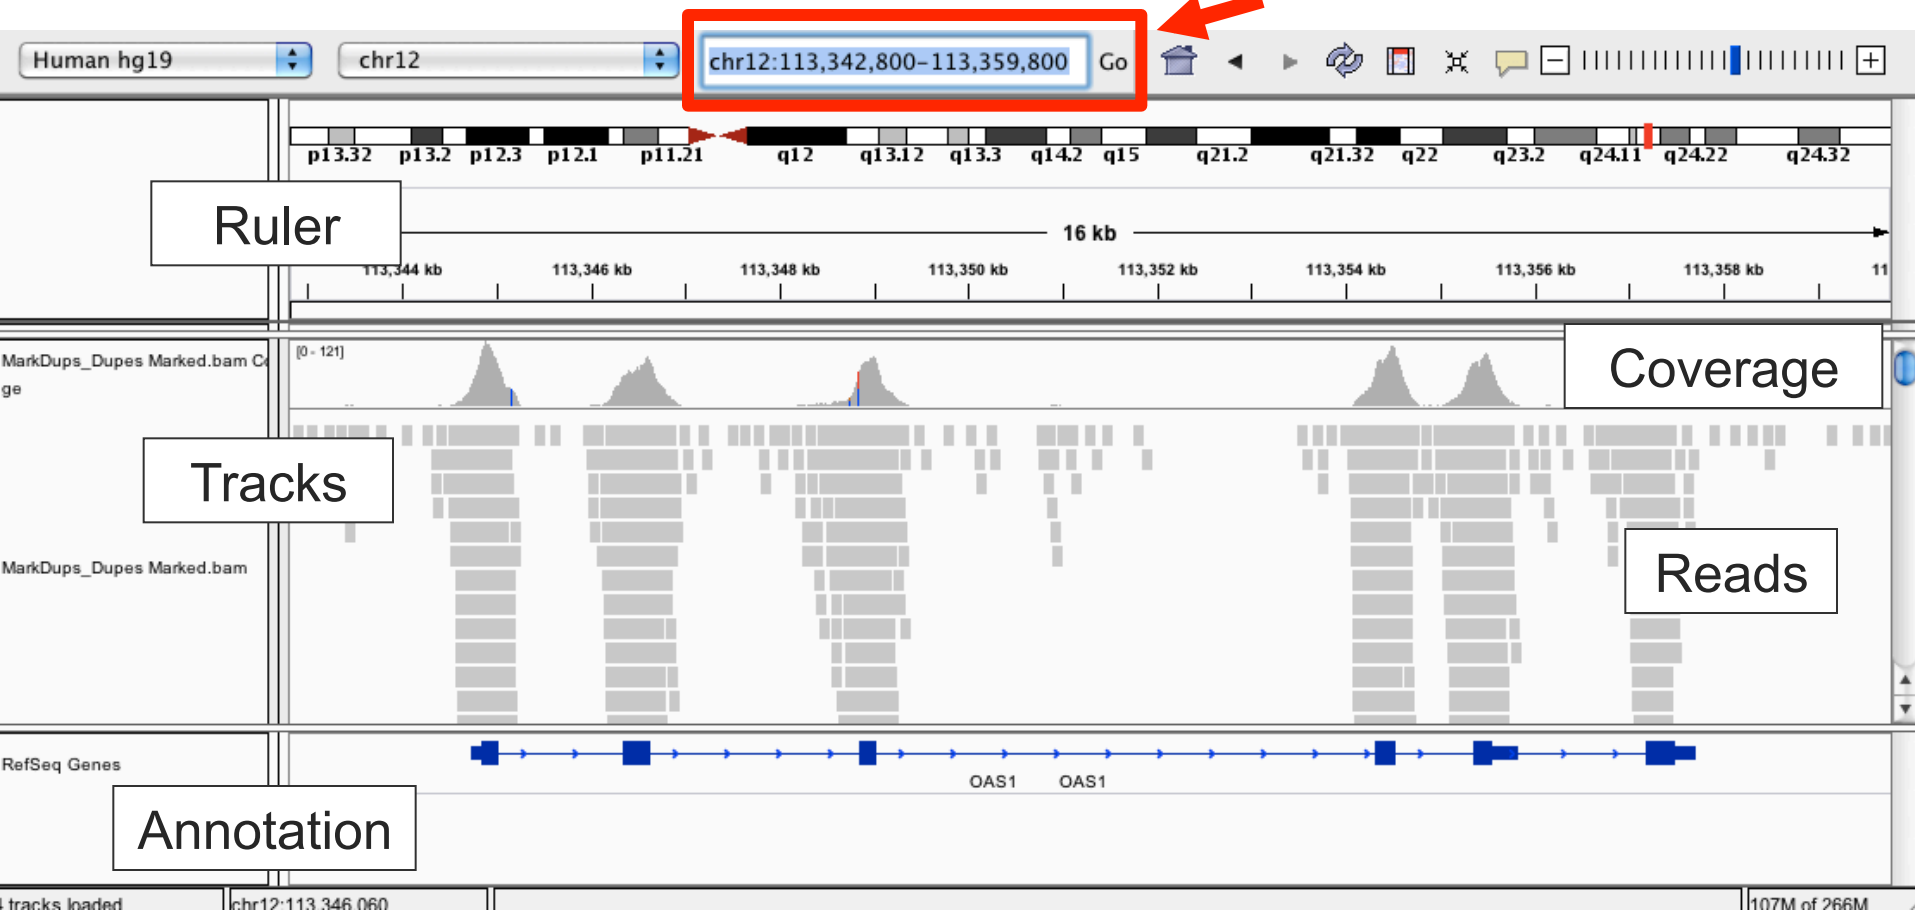 Human hg19 chr12 chr12:113,342,800-113,359,800 Go
p13.32 p13.2 p12.3 p12.1 p11.21 q12 q13.12 q13.3 q14.2 q15 q21.2 q21.32 q22 q23.2 q24.11 q24.22 q24.32
Ruler
16 kb
113,344 kb 113,346 kb 113,348 kb 113,350 kb 113,352 kb 113,354 kb 113,356 kb 113,358 kb 11
MarkDups_Dupes Marked.bam Co
ge
[0 - 121]
Coverage
Tracks
MarkDups_Dupes Marked.bam
Reads
RefSeq Genes
OAS1 OAS1
Annotation
tracks loaded chr12:113,346,060 107M of 266M